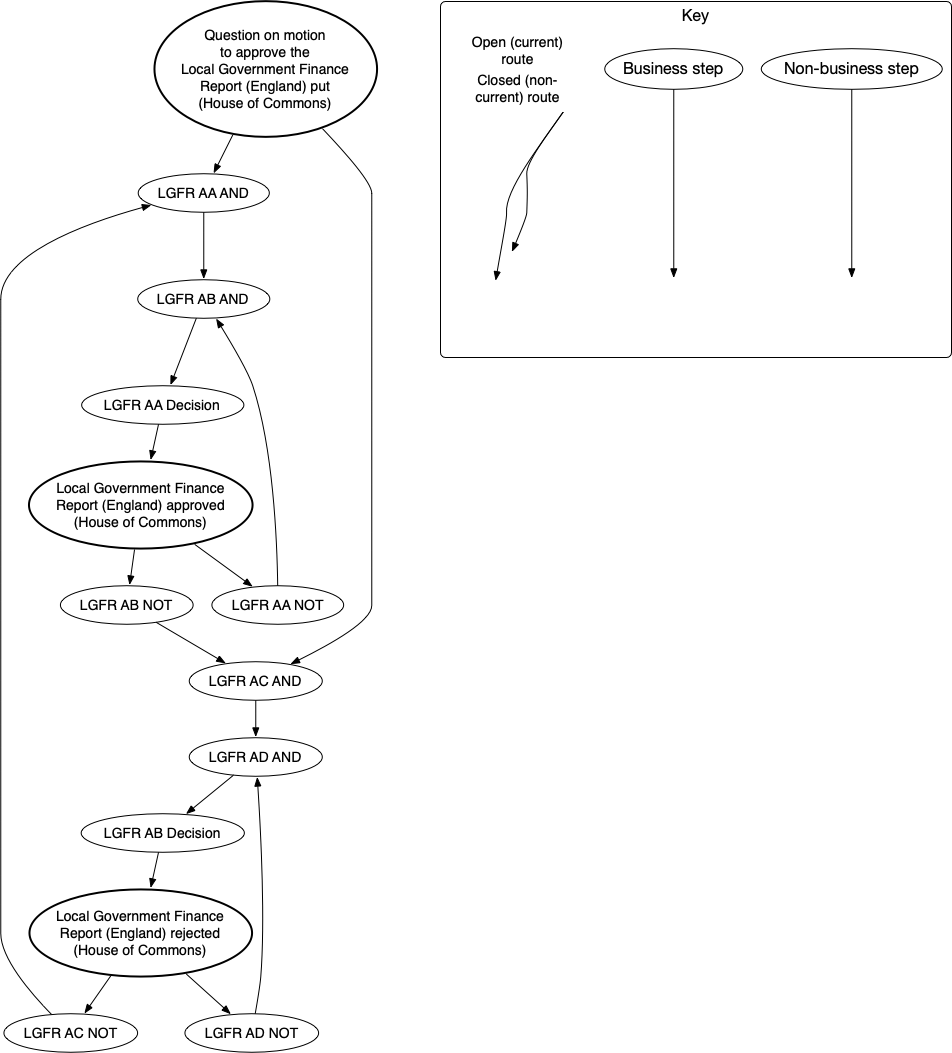 Question on motion
to approve the
Local Government Finance
Report (England) put
(House of Commons)
LGFR AA AND
LGFR AB AND
LGFR AA Decision
Local Government Finance
Report (England) approved
(House of Commons)
LGFR AB NOT
LGFR AA NOT
LGFR AC AND
LGFR AD AND
LGFR AB Decision
Local Government Finance
Report (England) rejected
(House of Commons)
LGFR AC NOT
LGFR AD NOT
Key
Open (current)
route
Closed (non-
current) route
Business step
Non-business step